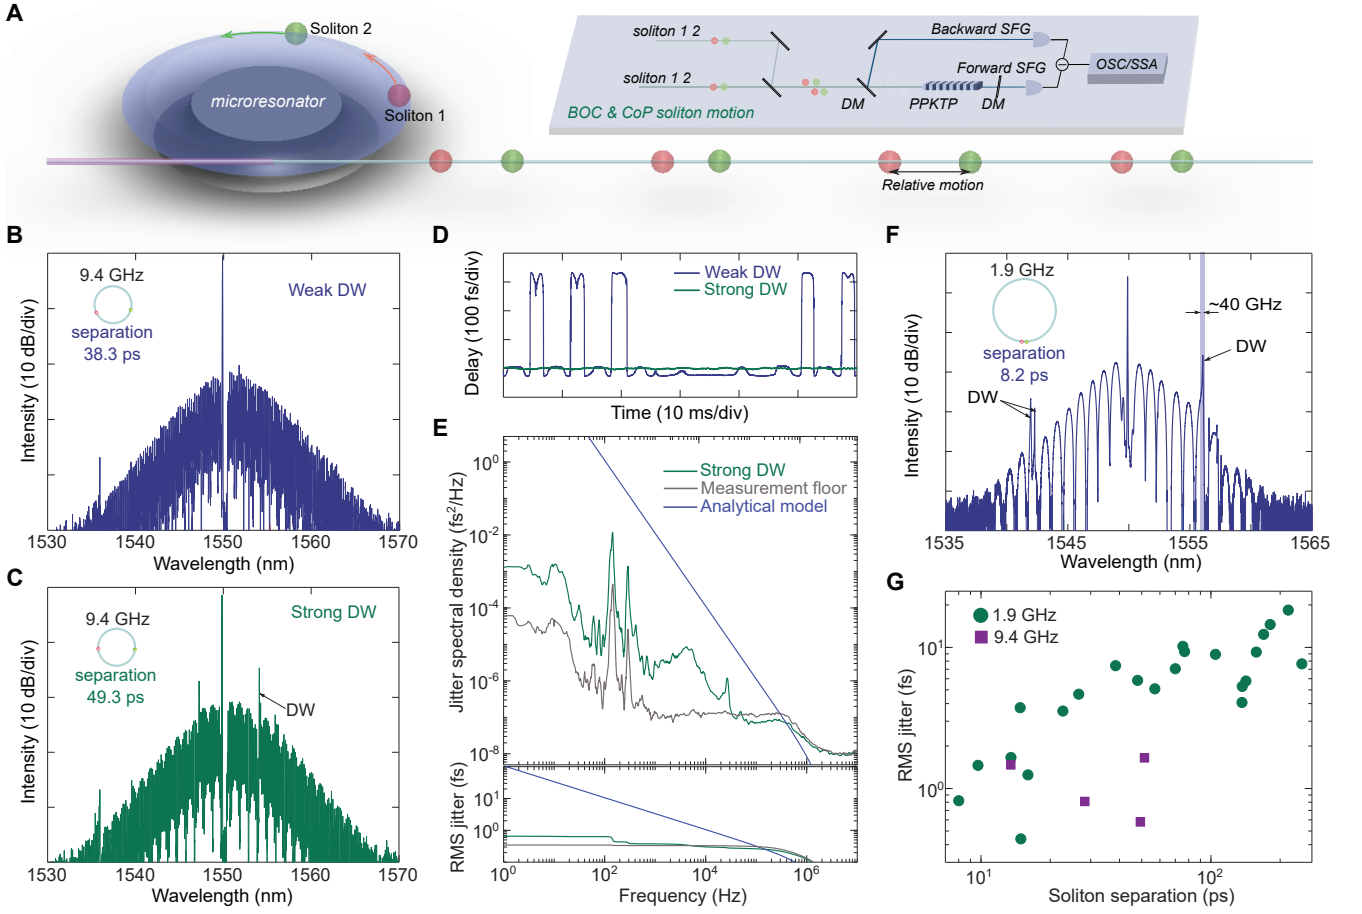 A
Soliton 2
microresonator
Soliton 1
soliton 1 2
soliton 1 2
BOC & CoP soliton motion
DM
PPKTP
DM
Backward SFG
Forward SFG
OSC/SSA
Relative motion
B
9.4 GHz
separation
38.3 ps
Weak DW
Intensity (10 dB/div)
1530
1540
1550
1560
1570
Wavelength (nm)
C
9.4 GHz
separation
49.3 ps
Strong DW
DW
Intensity (10 dB/div)
1530
1540
1550
1560
1570
Wavelength (nm)
D
Weak DW
Strong DW
Delay (100 fs/div)
Time (10 ms/div)
E
Strong DW
Measurement floor
Analytical model
Jitter spectral density (fs²/Hz)
10⁰
10⁻²
10⁻⁴
10⁻⁶
10⁻⁸
RMS jitter (fs)
10¹
10⁰
10⁰
10²
10⁴
10⁶
Frequency (Hz)
F
1.9 GHz
separation
8.2 ps
~40 GHz
DW
DW
Intensity (10 dB/div)
1535
1545
1555
1565
Wavelength (nm)
G
1.9 GHz
9.4 GHz
RMS jitter (fs)
10¹
10⁰
10¹
10²
Soliton separation (ps)